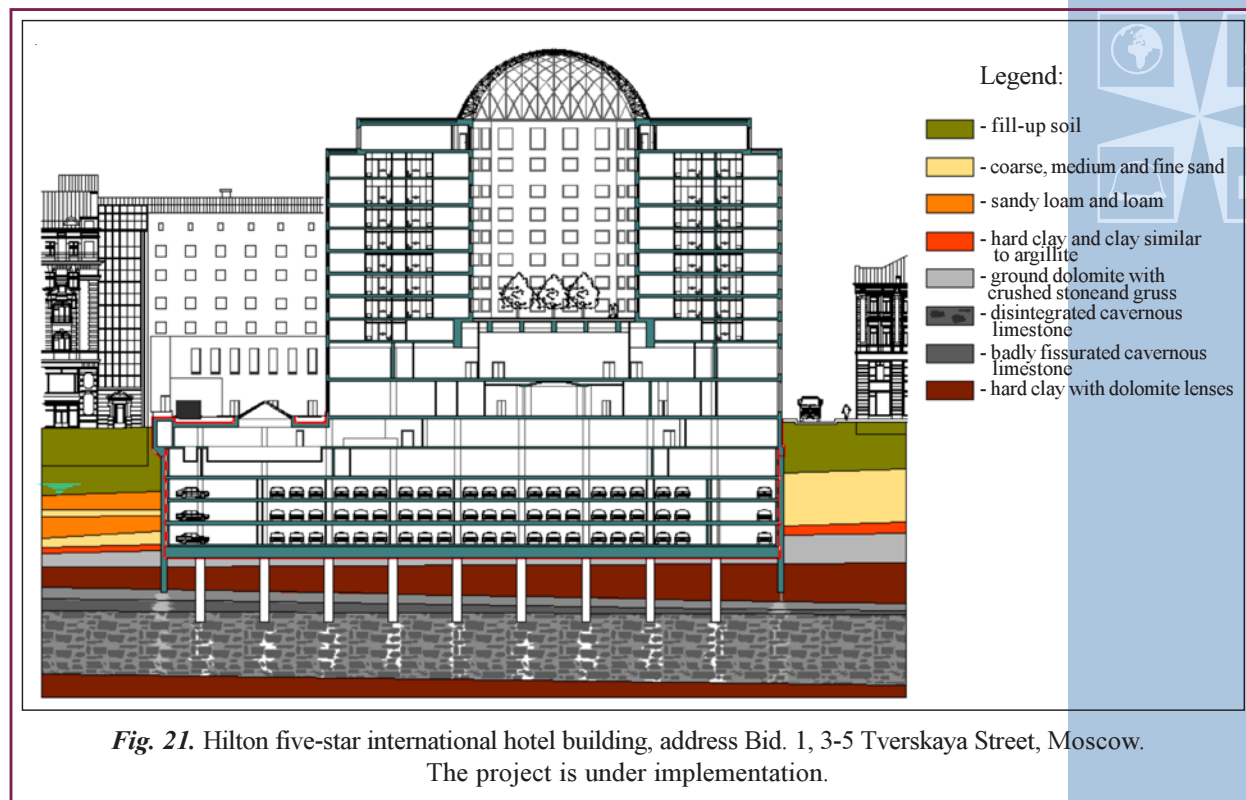 Legend:
- fill-up soil
- coarse, medium and fine sand
- sandy loam and loam
- hard clay and clay similar
to argillite
- ground dolomite with
crushed stoneand gruss
- disintegrated cavernous
limestone
- badly fissurated cavernous
limestone
- hard clay with dolomite lenses
Fig. 21. Hilton five-star international hotel building, address Bid. 1, 3-5 Tverskaya Street, Moscow.
The project is under implementation.